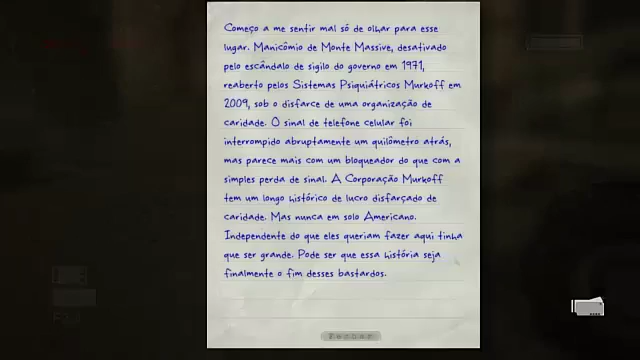 Começo a me sentir mal só de olhar para esse
lugar. Manicômio de Monte Massive, desativado
pelo escândalo de sigilo do governo em 1971,
reaberto pelos Sistemas Psiquiátricos Murkoff em
2009, sob o disfarce de uma organização de
caridade. O sinal de telefone celular foi
interrompido abruptamente um quilômetro atrás,
mas parece mais com um bloqueador do que com a
simples perda de sinal. A Corporação Murkoff
tem um longo histórico de lucro disfarçado de
caridade. Mas nunca em solo Americano.
Independente do que eles queriam fazer aqui tinha
que ser grande. Pode ser que essa história seja
finalmente o fim desses bastardos.
Fechar